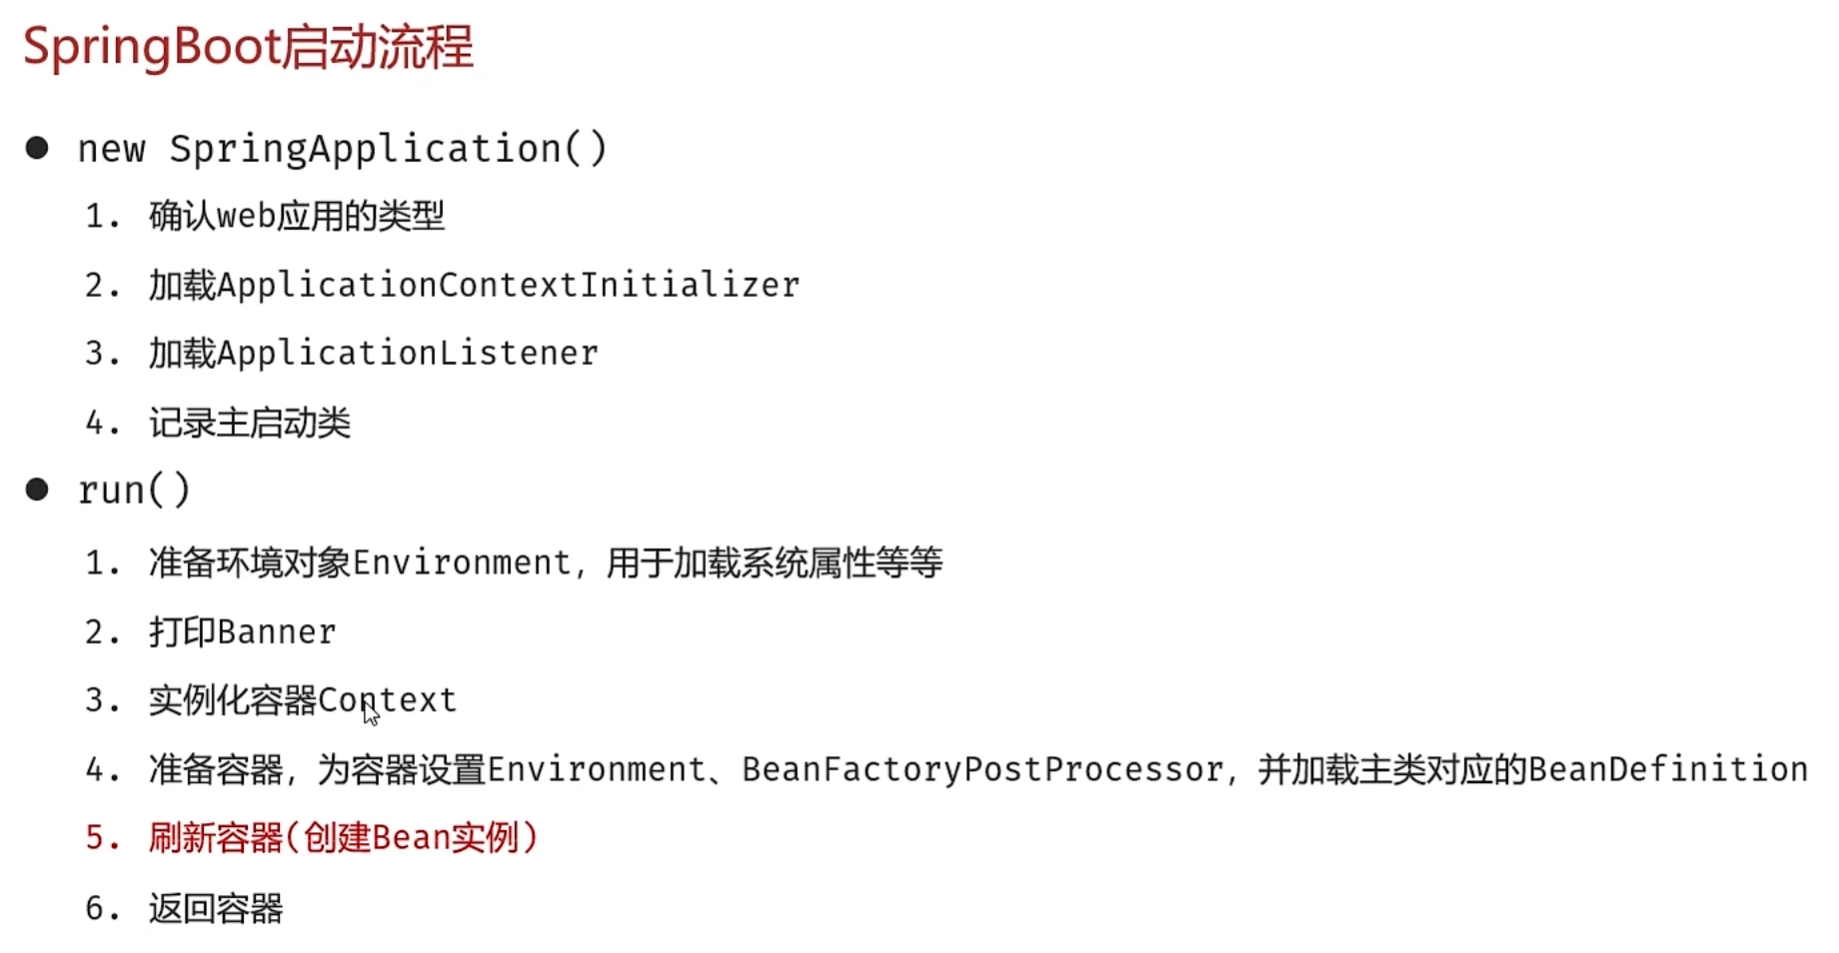 SpringBoot启动流程
● new SpringApplication()
1. 确认web应用的类型
2. 加载ApplicationContextInitializer
3. 加载ApplicationListener
4. 记录主启动类
● run()
1. 准备环境对象Environment，用于加载系统属性等等
2. 打印Banner
3. 实例化容器Context
4. 准备容器，为容器设置Environment、BeanFactoryPostProcessor，并加载主类对应的BeanDefinition
5. 刷新容器(创建Bean实例)
6. 返回容器